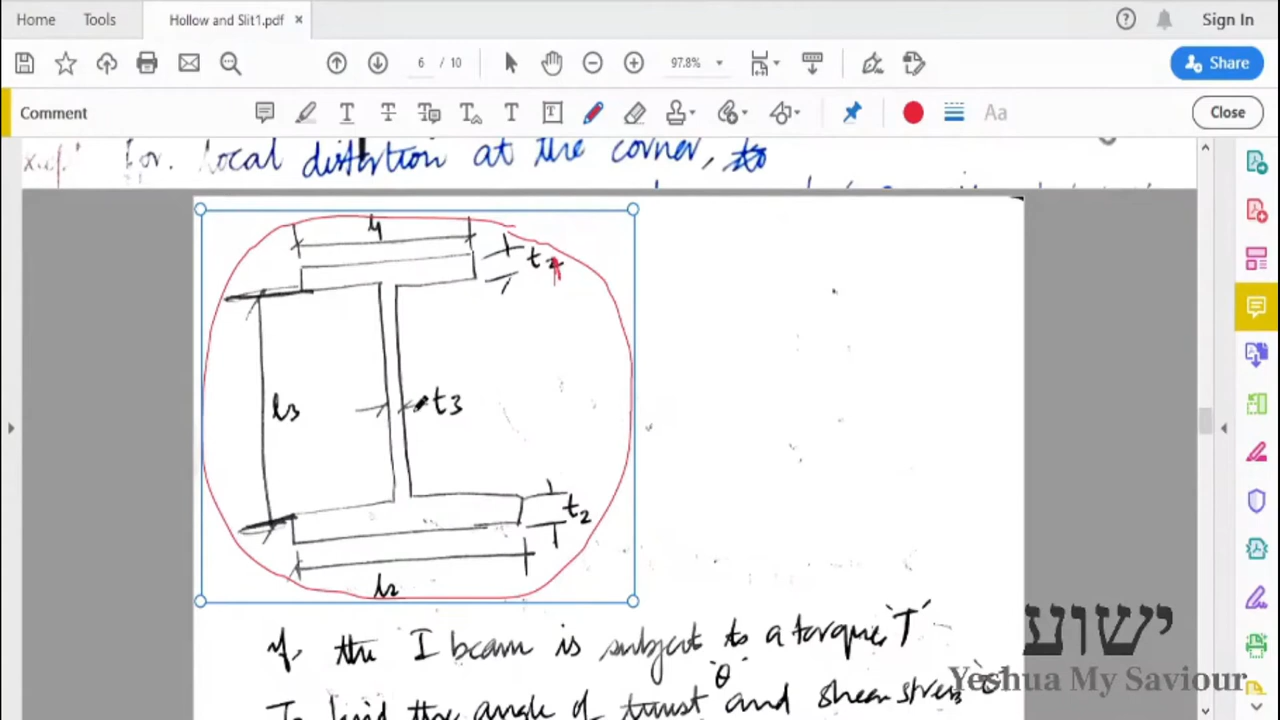 Home Tools Hollow and Slit1.pdf × ? Sign In
6 / 10 97.8% Share
Comment Aa Close
For. local distortion at the corner, to
l1
t1
l3
t3
t2
l2
If the I beam is subject to a torque 'T'
ישוע
Yeshua My Saviour
To find the angle of twist 'θ' and shear stress